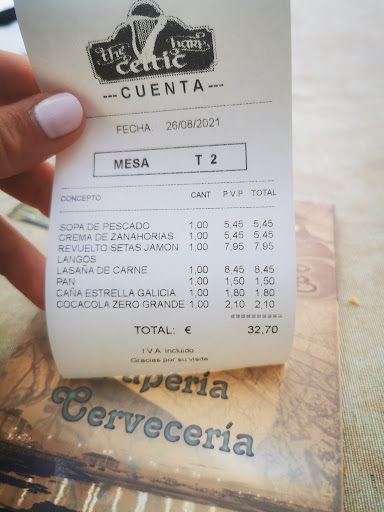 the celtic harp
---CUENTA---
FECHA. 26/08/2021
MESA T 2
CONCEPTO CANT P.V.P TOTAL
SOPA DE PESCADO 1,00 5,45 5,45
CREMA DE ZANAHORIAS 1,00 5,45 5,45
REVUELTO SETAS JAMON 1,00 7,95 7,95
LANGOS
LASAÑA DE CARNE 1,00 8,45 8,45
PAN 1,00 1,50 1,50
CAÑA ESTRELLA GALICIA 1,00 1,80 1,80
COCACOLA ZERO GRANDE 1,00 2,10 2,10
##########
TOTAL: € 32,70
I.V.A. incluido
Gracias por su visita
Cervecería